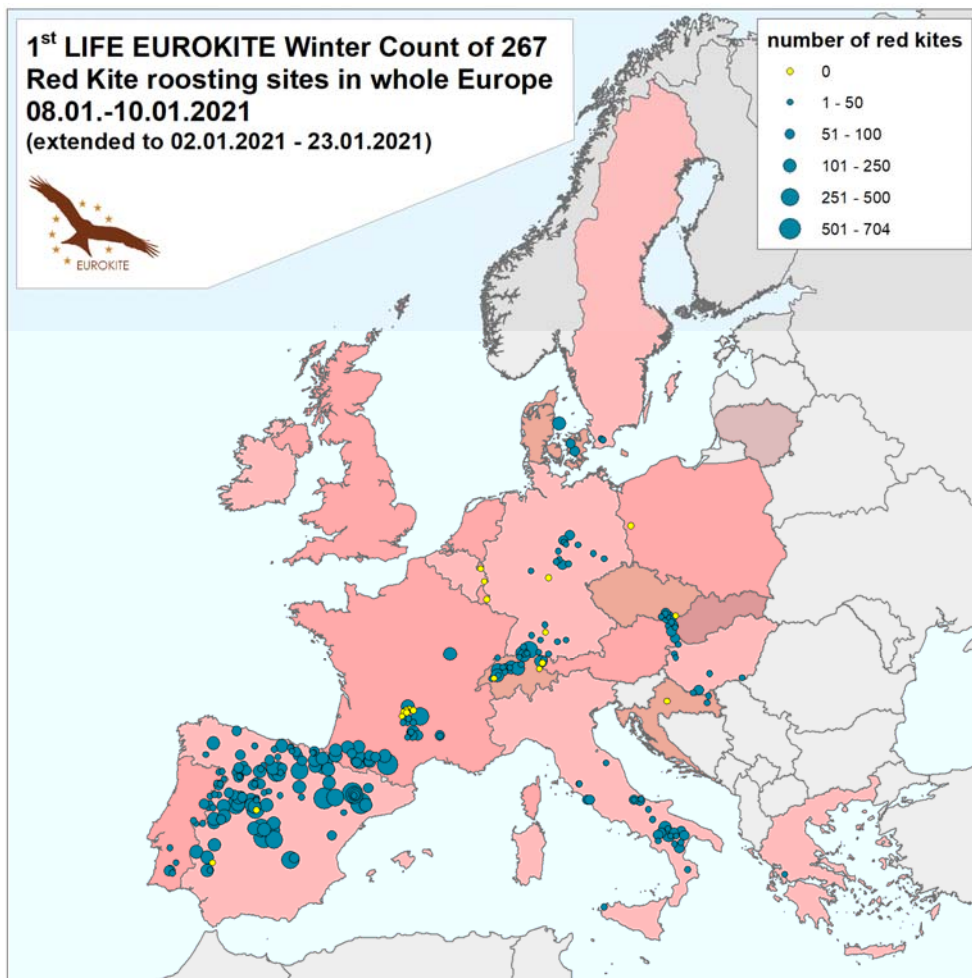 1st LIFE EUROKITE Winter Count of 267
Red Kite roosting sites in whole Europe
08.01.-10.01.2021
(extended to 02.01.2021 - 23.01.2021)
EUROKITE
number of red kites
0
1 - 50
51 - 100
101 - 250
251 - 500
501 - 704